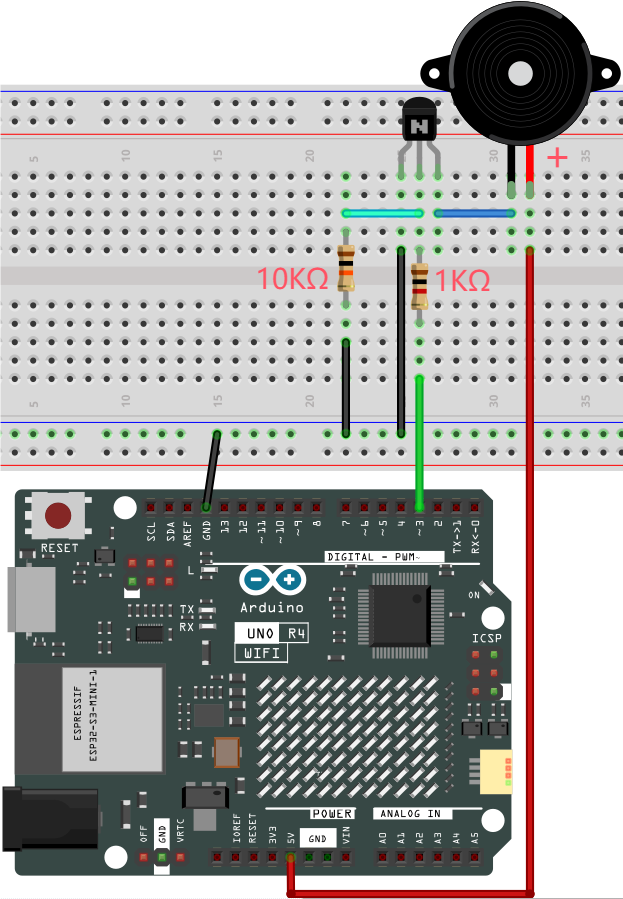 +
5
10
15
20
30
35
10KΩ
1KΩ
5
10
15
20
30
35
SCL
SDA
AREF
GND
13
12
~11
~10
~9
8
7
~6
~5
4
~3
2
TX->1
RX<-0
RESET
DIGITAL - PWM~
L
ON
TX
RX
Arduino
UNO R4
WIFI
ICSP
ESPRESSIF
ESP32-S3-MINI-1
POWER
ANALOG IN
OFF
GND
VRTC
IOREF
RESET
3V3
5V
GND
VIN
A0
A1
A2
A3
A4
A5